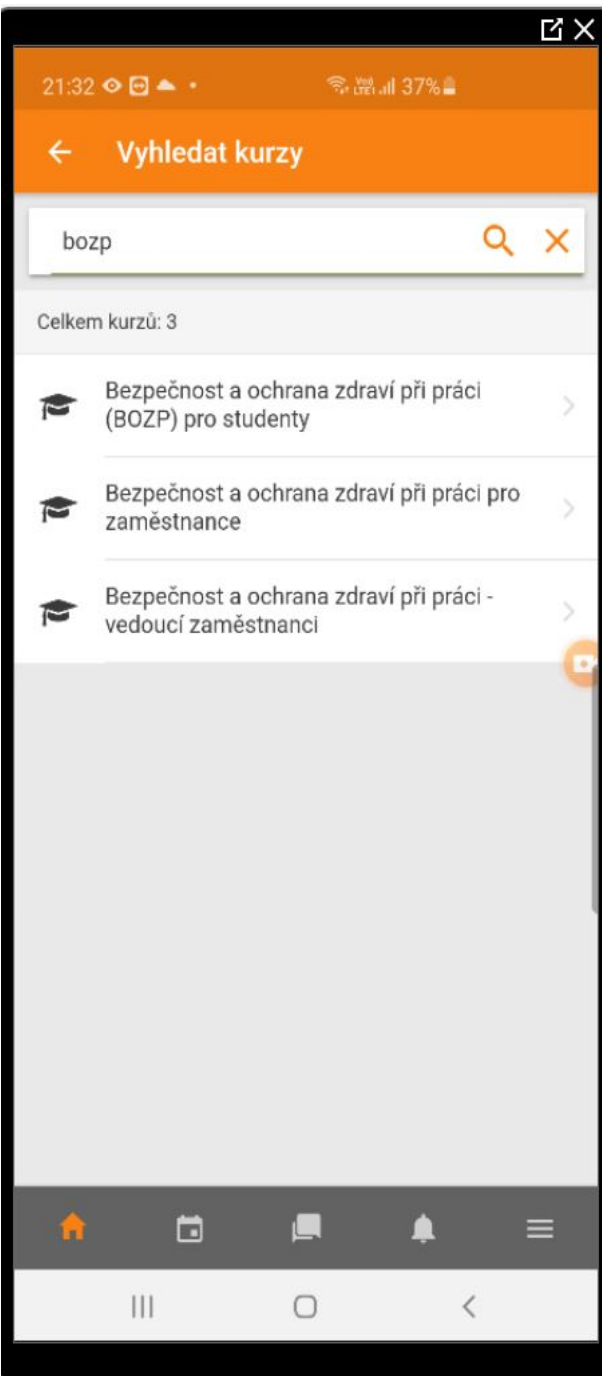 21:32
37%
Vyhledat kurzy
bozp
Celkem kurzů: 3
Bezpečnost a ochrana zdraví při práci
(BOZP) pro studenty
Bezpečnost a ochrana zdraví při práci pro
zaměstnance
Bezpečnost a ochrana zdraví při práci -
vedoucí zaměstnanci